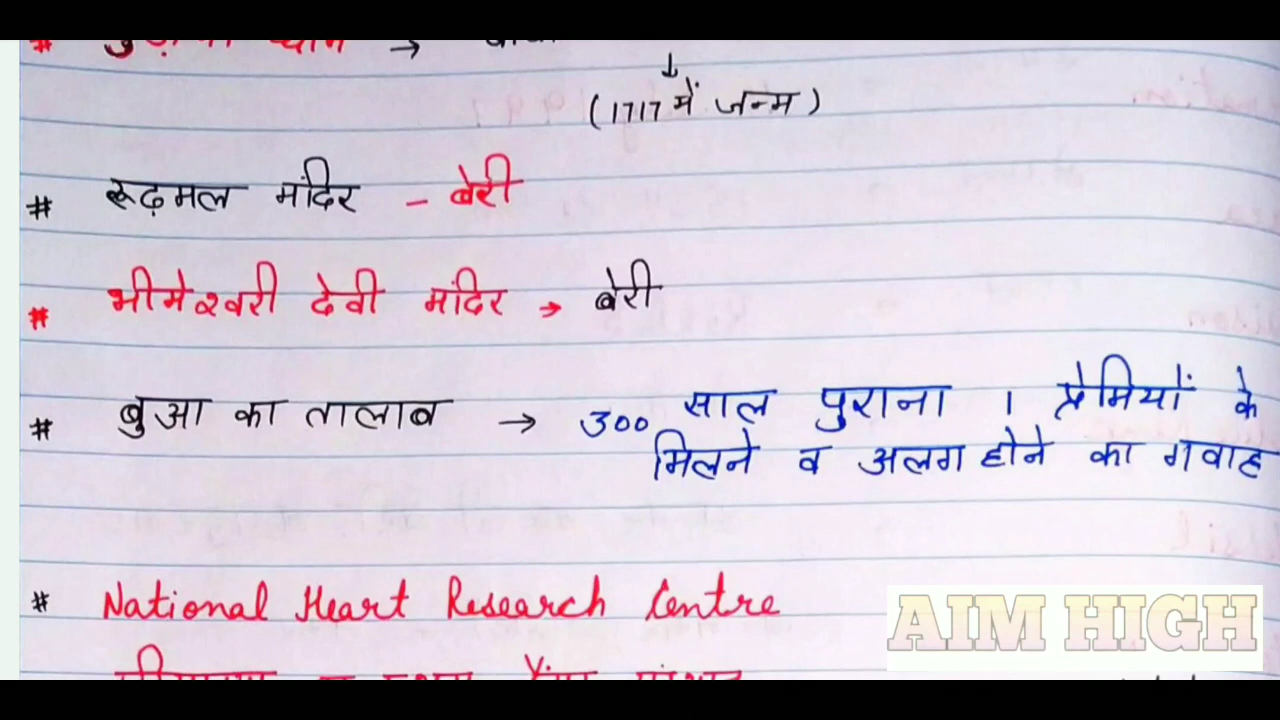 # →
↓
(1717 में जन्म)
# रूढ़मल मंदिर - बेरी
# भीमेश्वरी देवी मंदिर → बेरी
# बुआ का तालाब → 300 साल पुराना । प्रेमियों के
मिलने व अलग होने का गवाह
# National Heart Research Centre
AIM HIGH